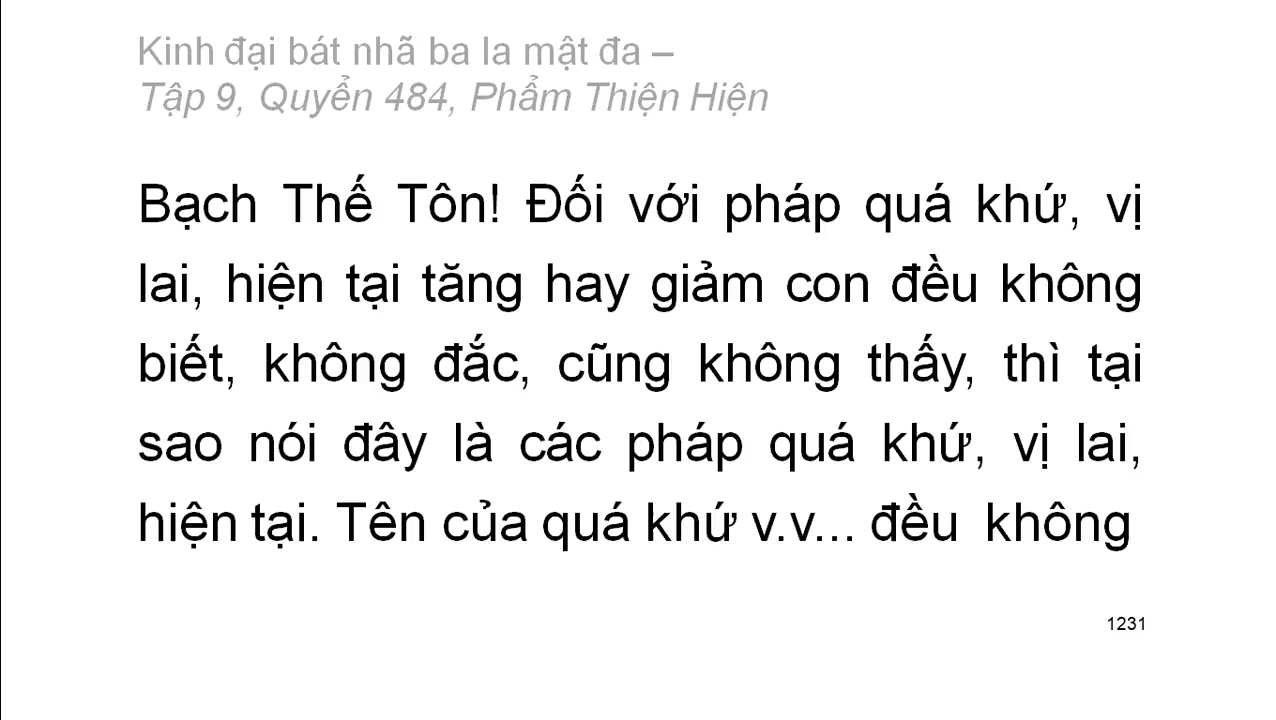 Kinh đại bát nhã ba la mật đa –
Tập 9, Quyển 484, Phẩm Thiện Hiện
Bạch Thế Tôn! Đối với pháp quá khứ, vị
lai, hiện tại tăng hay giảm con đều không
biết, không đắc, cũng không thấy, thì tại
sao nói đây là các pháp quá khứ, vị lai,
hiện tại. Tên của quá khứ v.v... đều không
1231